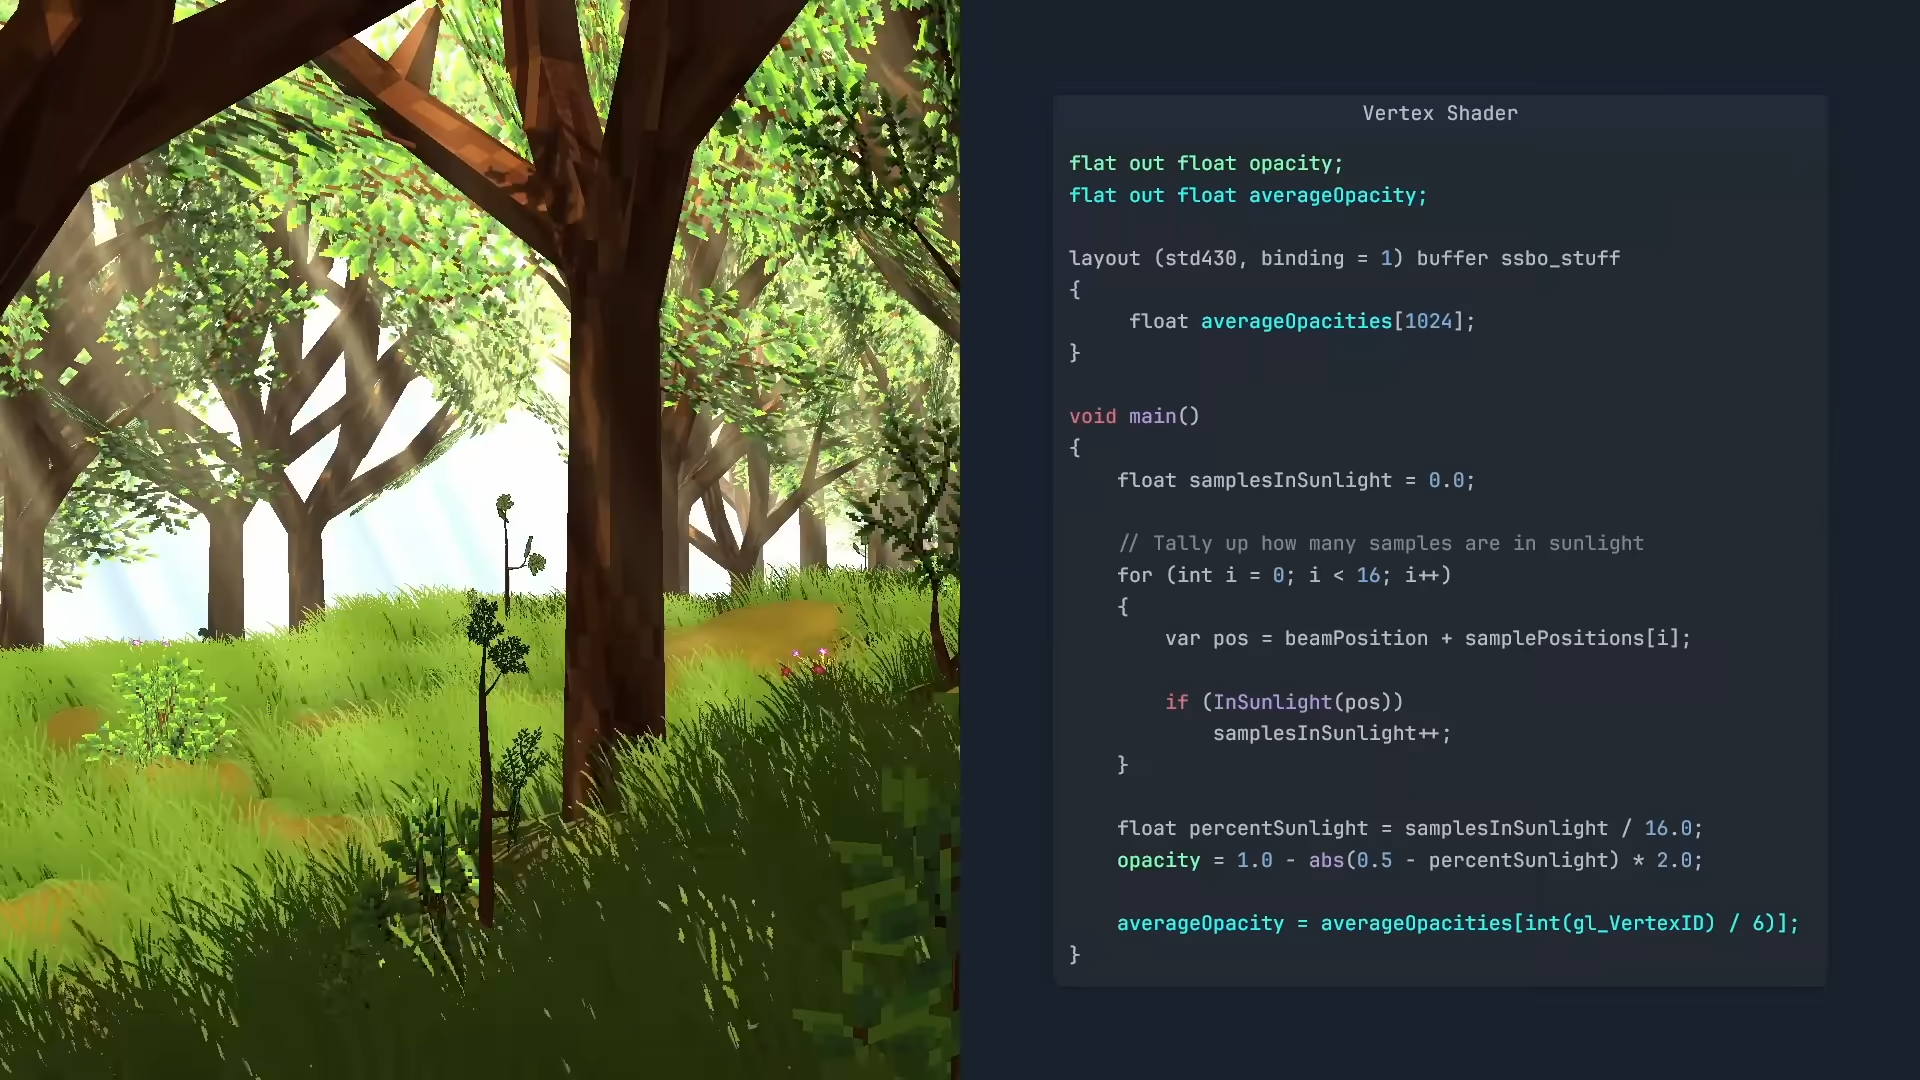 Vertex Shader
flat out float opacity;
flat out float averageOpacity;
layout (std430, binding = 1) buffer ssbo_stuff
{
float averageOpacities[1024];
}
void main()
{
float samplesInSunlight = 0.0;
// Tally up how many samples are in sunlight
for (int i = 0; i < 16; i++)
{
var pos = beamPosition + samplePositions[i];
if (InSunlight(pos))
samplesInSunlight++;
}
float percentSunlight = samplesInSunlight / 16.0;
opacity = 1.0 - abs(0.5 - percentSunlight) * 2.0;
averageOpacity = averageOpacities[int(gl_VertexID) / 6)];
}